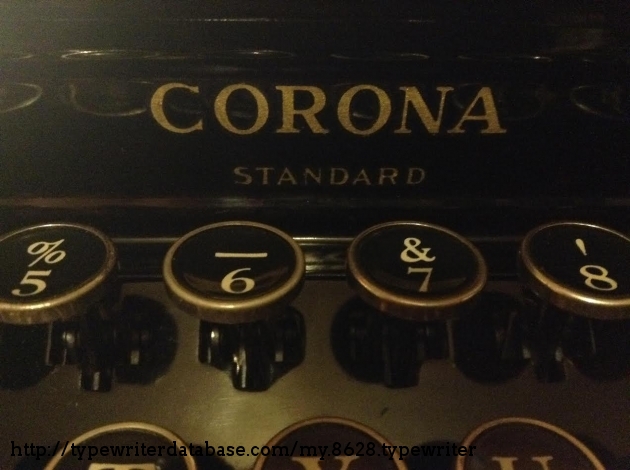 CORONA
STANDARD
% — & '
5 6 7 8
T Y U
http://typewriterdatabase.com/my.8628.typewriter